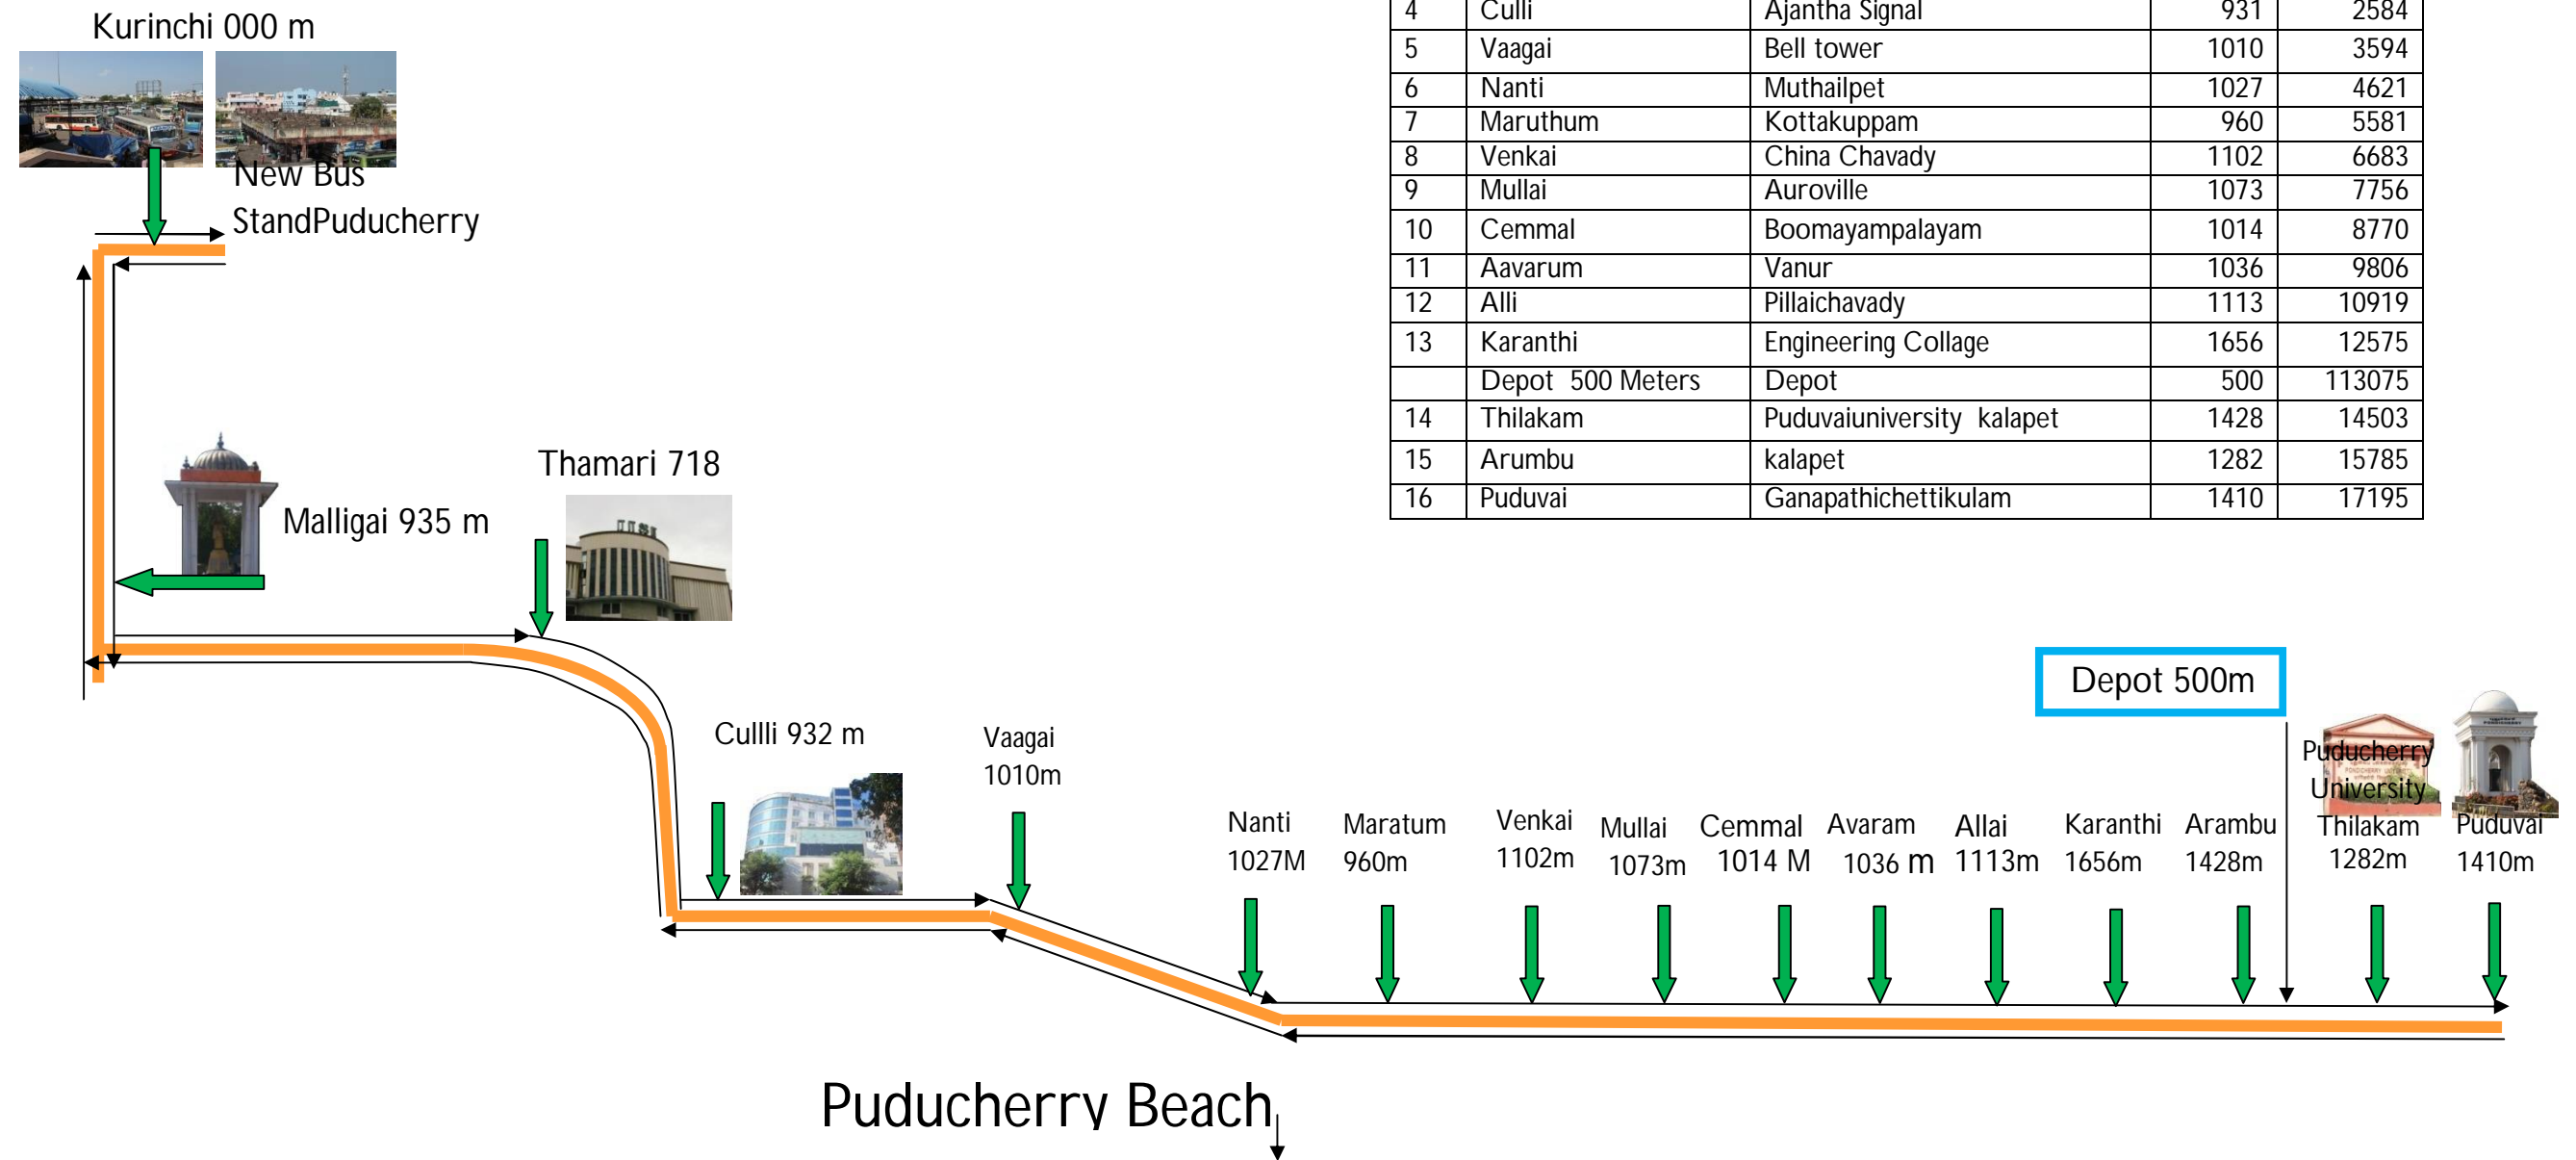 Kurinchi 000 m
New Bus
StandPuducherry
4 Culli Ajantha Signal 931 2584
5 Vaagai Bell tower 1010 3594
6 Nanti Muthailpet 1027 4621
7 Maruthum Kottakuppam 960 5581
8 Venkai China Chavady 1102 6683
9 Mullai Auroville 1073 7756
10 Cemmal Boomayampalayam 1014 8770
11 Aavarum Vanur 1036 9806
12 Alli Pillaichavady 1113 10919
13 Karanthi Engineering Collage 1656 12575
Depot 500 Meters Depot 500 113075
14 Thilakam Puduvaiuniversity kalapet 1428 14503
15 Arumbu kalapet 1282 15785
16 Puduvai Ganapathichettikulam 1410 17195
Malligai 935 m
Thamari 718
Cullli 932 m
Vaagai
1010m
Nanti
1027M
Maratum
960m
Venkai
1102m
Mullai
1073m
Cemmal
1014 M
Avaram
1036 m
Allai
1113m
Karanthi
1656m
Arambu
1428m
Depot 500m
Puducherry
University
Thilakam
1282m
Puduvai
1410m
Puducherry Beach